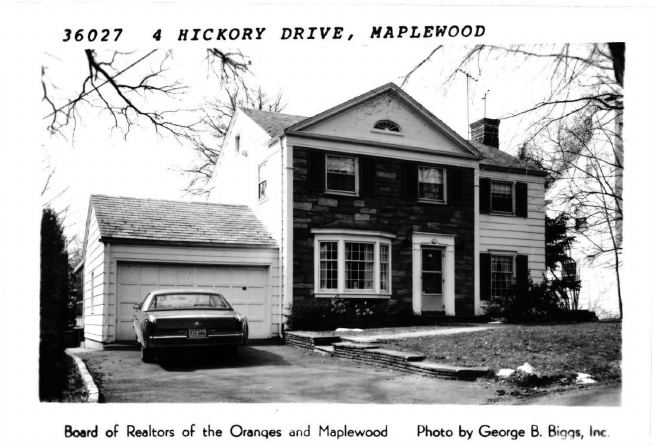 36027 4 HICKORY DRIVE, MAPLEWOOD
Board of Realtors of the Oranges and Maplewood Photo by George B. Biggs, Inc.